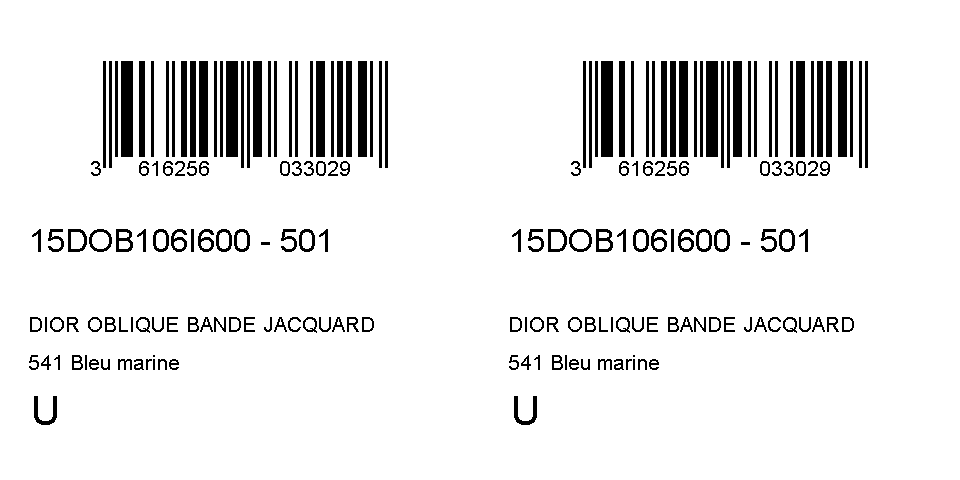 3 616256 033029
15DOB106I600 - 501
DIOR OBLIQUE BANDE JACQUARD
541 Bleu marine
U
3 616256 033029
15DOB106I600 - 501
DIOR OBLIQUE BANDE JACQUARD
541 Bleu marine
U